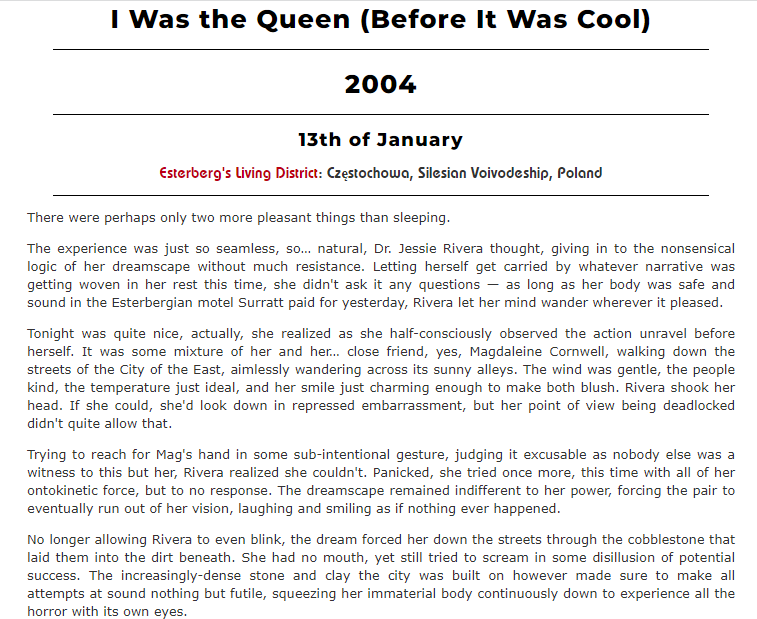 I Was the Queen (Before It Was Cool)
2004
13th of January
Esterberg's Living District: Częstochowa, Silesian Voivodeship, Poland
There were perhaps only two more pleasant things than sleeping.
The experience was just so seamless, so... natural, Dr. Jessie Rivera thought, giving in to the nonsensical
logic of her dreamscape without much resistance. Letting herself get carried by whatever narrative was
getting woven in her rest this time, she didn't ask it any questions — as long as her body was safe and
sound in the Esterbergian motel Surratt paid for yesterday, Rivera let her mind wander wherever it pleased.
Tonight was quite nice, actually, she realized as she half-consciously observed the action unravel before
herself. It was some mixture of her and her... close friend, yes, Magdaleine Cornwell, walking down the
streets of the City of the East, aimlessly wandering across its sunny alleys. The wind was gentle, the people
kind, the temperature just ideal, and her smile just charming enough to make both blush. Rivera shook her
head. If she could, she'd look down in repressed embarrassment, but her point of view being deadlocked
didn't quite allow that.
Trying to reach for Mag's hand in some sub-intentional gesture, judging it excusable as nobody else was a
witness to this but her, Rivera realized she couldn't. Panicked, she tried once more, this time with all of her
ontokinetic force, but to no response. The dreamscape remained indifferent to her power, forcing the pair to
eventually run out of her vision, laughing and smiling as if nothing ever happened.
No longer allowing Rivera to even blink, the dream forced her down the streets through the cobblestone that
laid them into the dirt beneath. She had no mouth, yet still tried to scream in some disillusion of potential
success. The increasingly-dense stone and clay the city was built on however made sure to make all
attempts at sound nothing but futile, squeezing her immaterial body continuously down to experience all the
horror with its own eyes.